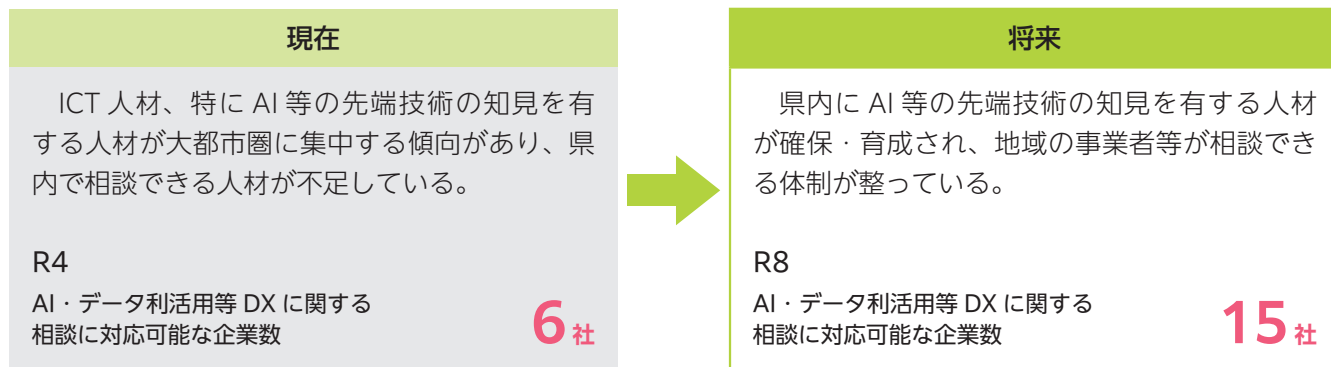 現在
ICT 人材、特に AI 等の先端技術の知見を有
する人材が大都市圏に集中する傾向があり、県
内で相談できる人材が不足している。
R4
AI・データ利活用等 DX に関する
相談に対応可能な企業数
6 社
将来
県内に AI 等の先端技術の知見を有する人材
が確保・育成され、地域の事業者等が相談でき
る体制が整っている。
R8
AI・データ利活用等 DX に関する
相談に対応可能な企業数
15 社